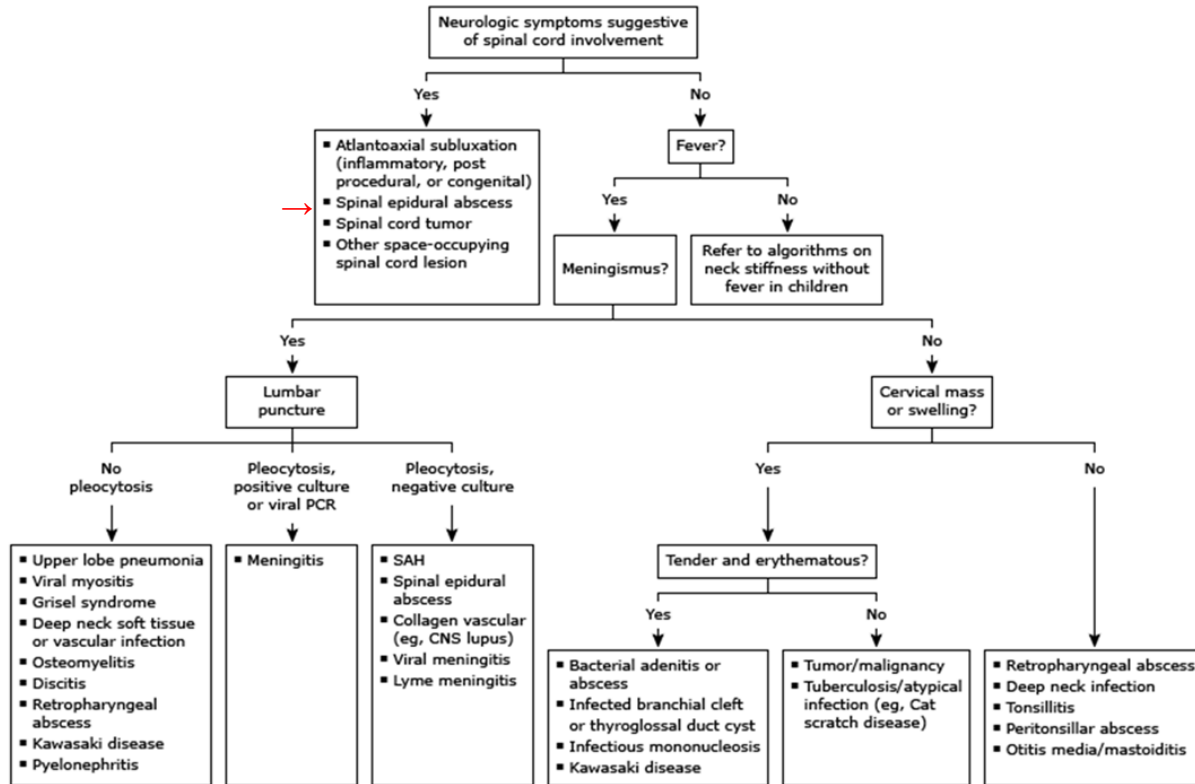 Neurologic symptoms suggestive
of spinal cord involvement
Yes
No
▪ Atlantoaxial subluxation
(inflammatory, post
procedural, or congenital)
▪ Spinal epidural abscess
▪ Spinal cord tumor
▪ Other space-occupying
spinal cord lesion
Fever?
Yes
No
Meningismus?
Refer to algorithms on
neck stiffness without
fever in children
Yes
No
Lumbar
puncture
Cervical mass
or swelling?
No
pleocytosis
Pleocytosis,
positive culture
or viral PCR
Pleocytosis,
negative culture
Yes
No
▪ Upper lobe pneumonia
▪ Viral myositis
▪ Grisel syndrome
▪ Deep neck soft tissue
or vascular infection
▪ Osteomyelitis
▪ Discitis
▪ Retropharyngeal
abscess
▪ Kawasaki disease
▪ Pyelonephritis
▪ Meningitis
▪ SAH
▪ Spinal epidural
abscess
▪ Collagen vascular
(eg, CNS lupus)
▪ Viral meningitis
▪ Lyme meningitis
Tender and erythematous?
Yes
No
▪ Bacterial adenitis or
abscess
▪ Infected branchial cleft
or thyroglossal duct cyst
▪ Infectious mononucleosis
▪ Kawasaki disease
▪ Tumor/malignancy
▪ Tuberculosis/atypical
infection (eg, Cat
scratch disease)
▪ Retropharyngeal abscess
▪ Deep neck infection
▪ Tonsillitis
▪ Peritonsillar abscess
▪ Otitis media/mastoiditis